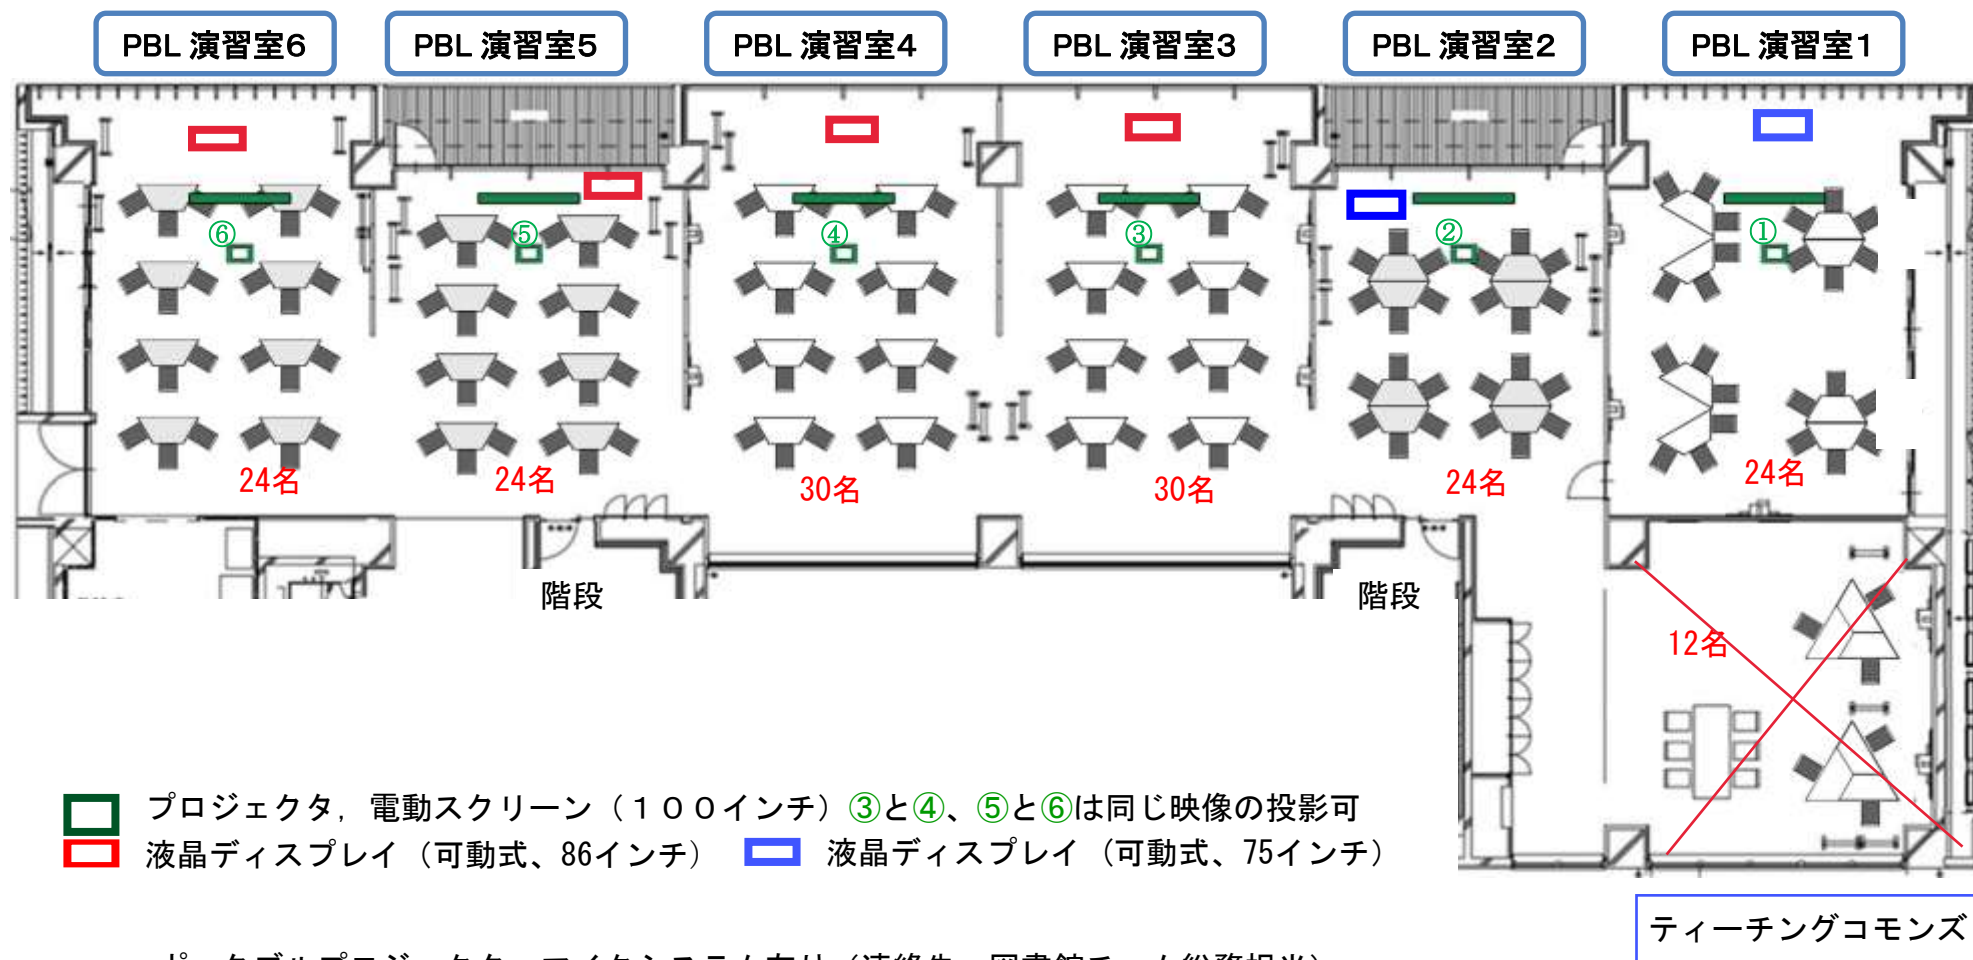 PBL 演習室6 PBL 演習室5 PBL 演習室4 PBL 演習室3 PBL 演習室2 PBL 演習室1
⑥ ⑤ ④ ③ ② ①
24名 24名 30名 30名 24名 24名
階段 階段
12名
プロジェクタ，電動スクリーン（１００インチ）③と④、⑤と⑥は同じ映像の投影可
液晶ディスプレイ（可動式、86インチ） 液晶ディスプレイ（可動式、75インチ）
ティーチングコモンズ